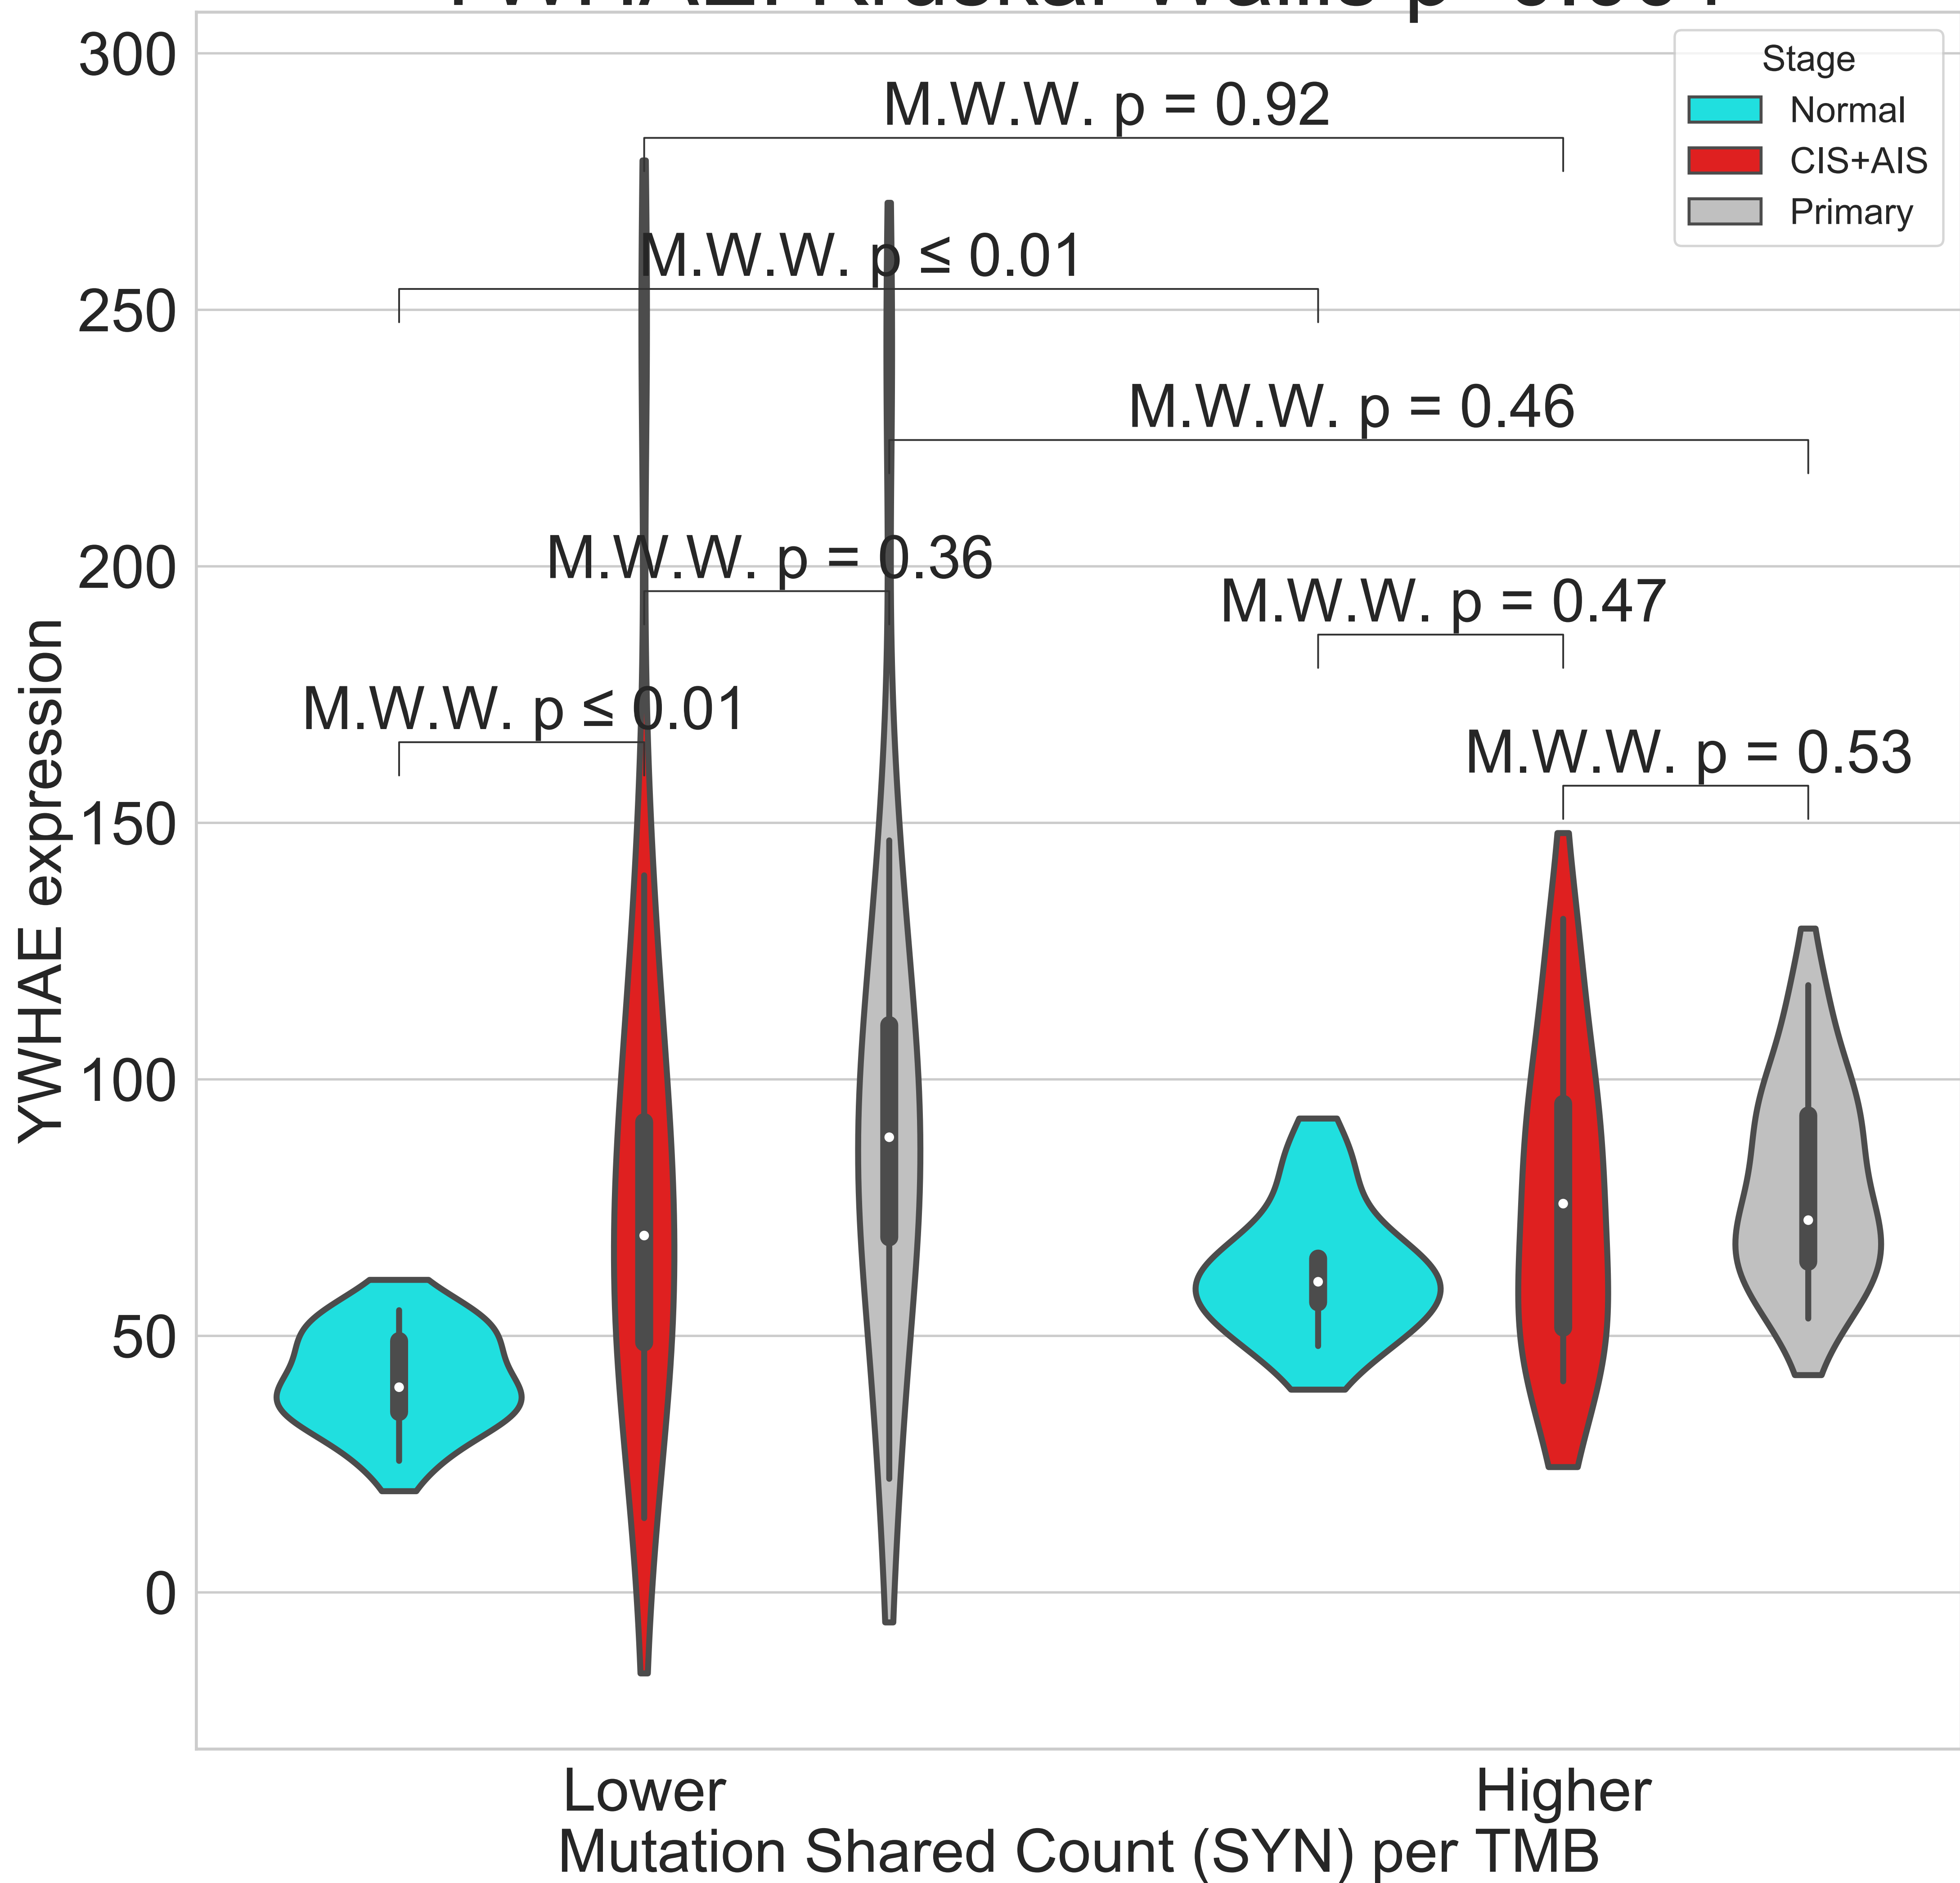 300
250
200
150
100
50
0
YWHAE expression
M.W.W. p = 0.92
M.W.W. p ≤ 0.01
M.W.W. p = 0.46
M.W.W. p = 0.36
M.W.W. p = 0.47
M.W.W. p ≤ 0.01
M.W.W. p = 0.53
Stage
Normal
CIS+AIS
Primary
Lower
Higher
Mutation Shared Count (SYN) per TMB